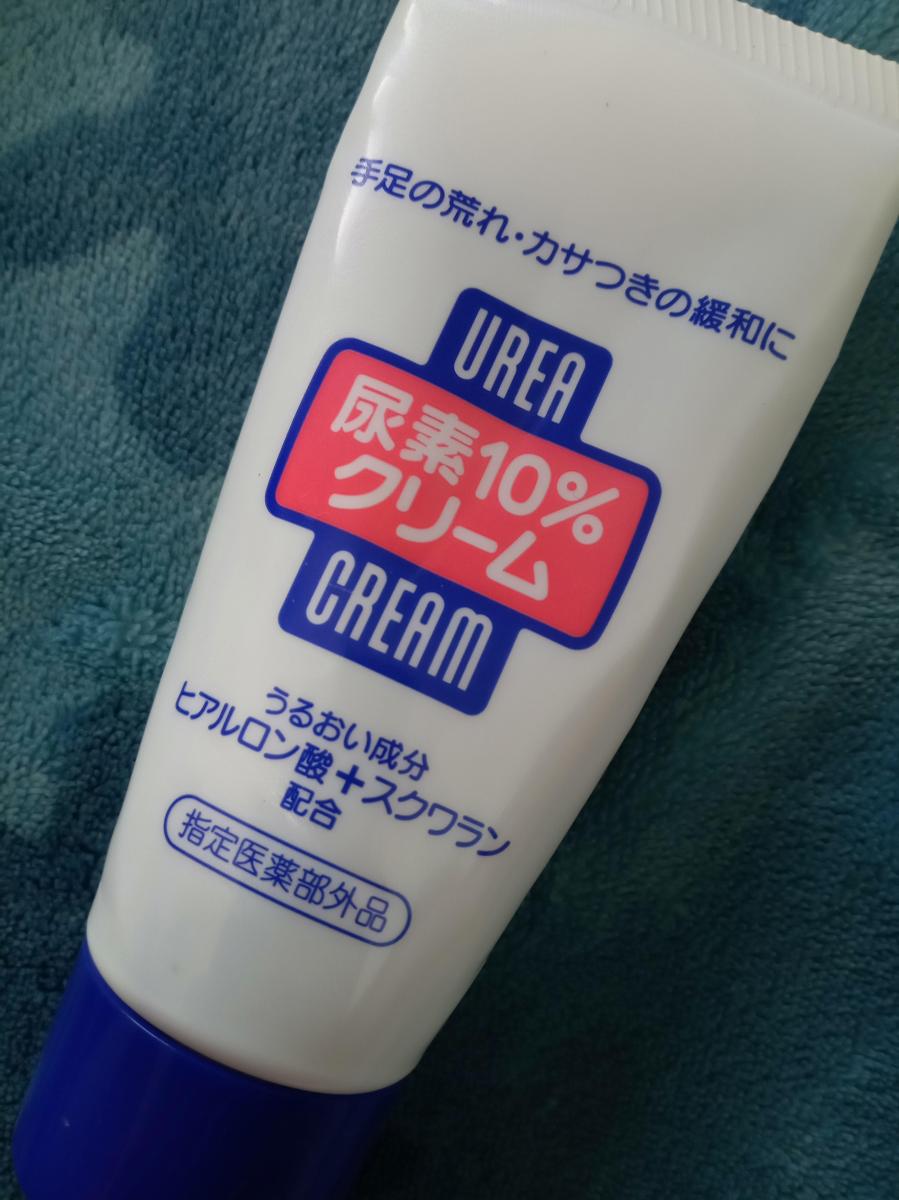 手足の荒れ・カサつきの緩和に
UREA
尿素10%
クリーム
CREAM
うるおい成分
ヒアルロン酸+スクワラン
配合
指定医薬部外品